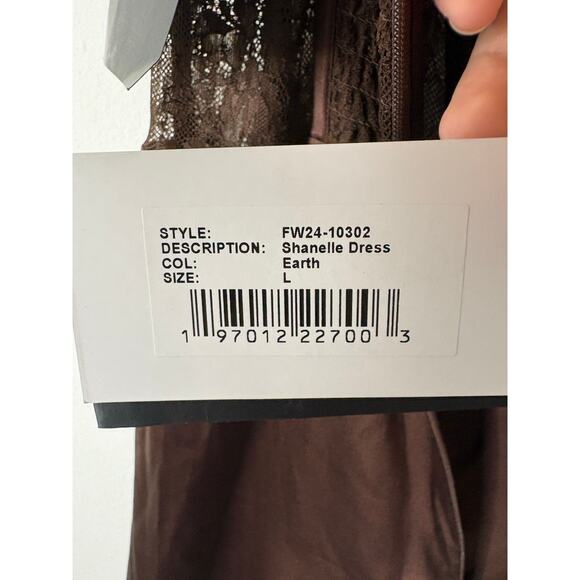 STYLE: FW24-10302
DESCRIPTION: Shanelle Dress
COL: Earth
SIZE: L
1 97012 22700 3